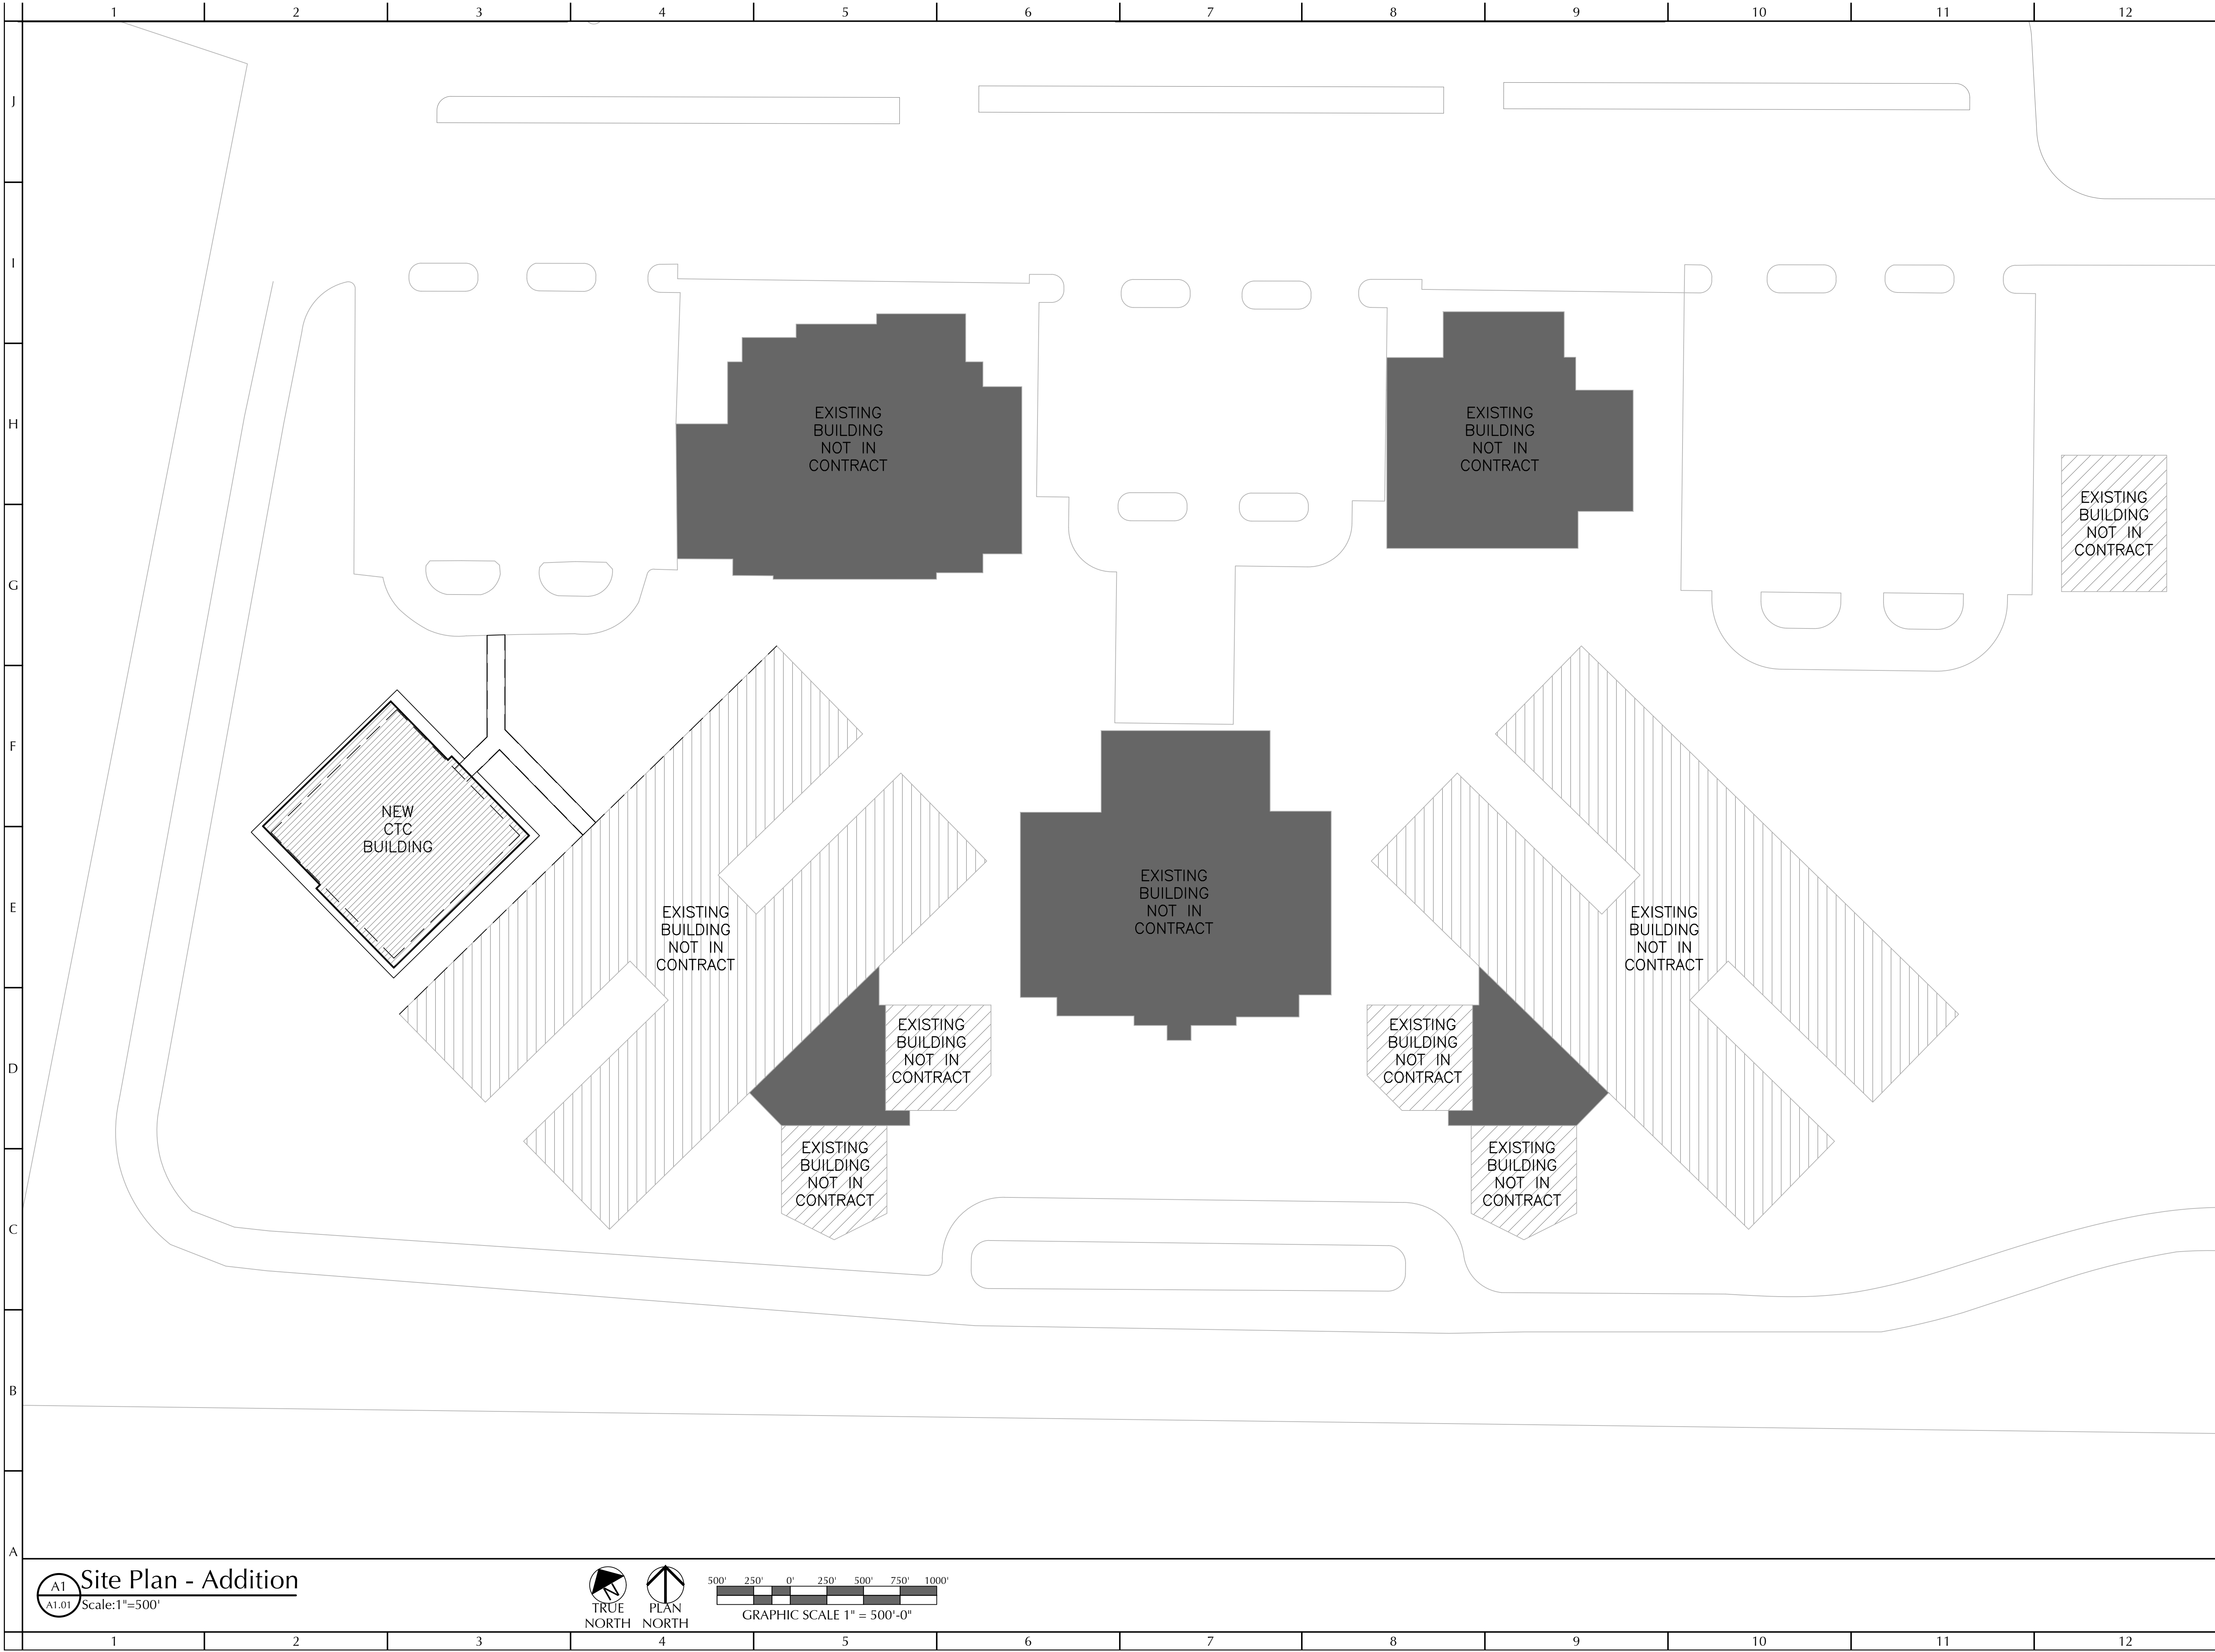 1 2 3 4 5 6 7 8 9 10 11 12
J
I
H
G
F
E
D
C
B
A
EXISTING
BUILDING
NOT IN
CONTRACT
EXISTING
BUILDING
NOT IN
CONTRACT
EXISTING
BUILDING
NOT IN
CONTRACT
NEW
CTC
BUILDING
EXISTING
BUILDING
NOT IN
CONTRACT
EXISTING
BUILDING
NOT IN
CONTRACT
EXISTING
BUILDING
NOT IN
CONTRACT
EXISTING
BUILDING
NOT IN
CONTRACT
EXISTING
BUILDING
NOT IN
CONTRACT
EXISTING
BUILDING
NOT IN
CONTRACT
EXISTING
BUILDING
NOT IN
CONTRACT
A1
A1.01
Site Plan - Addition
Scale:1"=500'
N
TRUE
NORTH
PLAN
NORTH
500' 250' 0' 250' 500' 750' 1000'
GRAPHIC SCALE 1" = 500'-0"
1 2 3 4 5 6 7 8 9 10 11 12